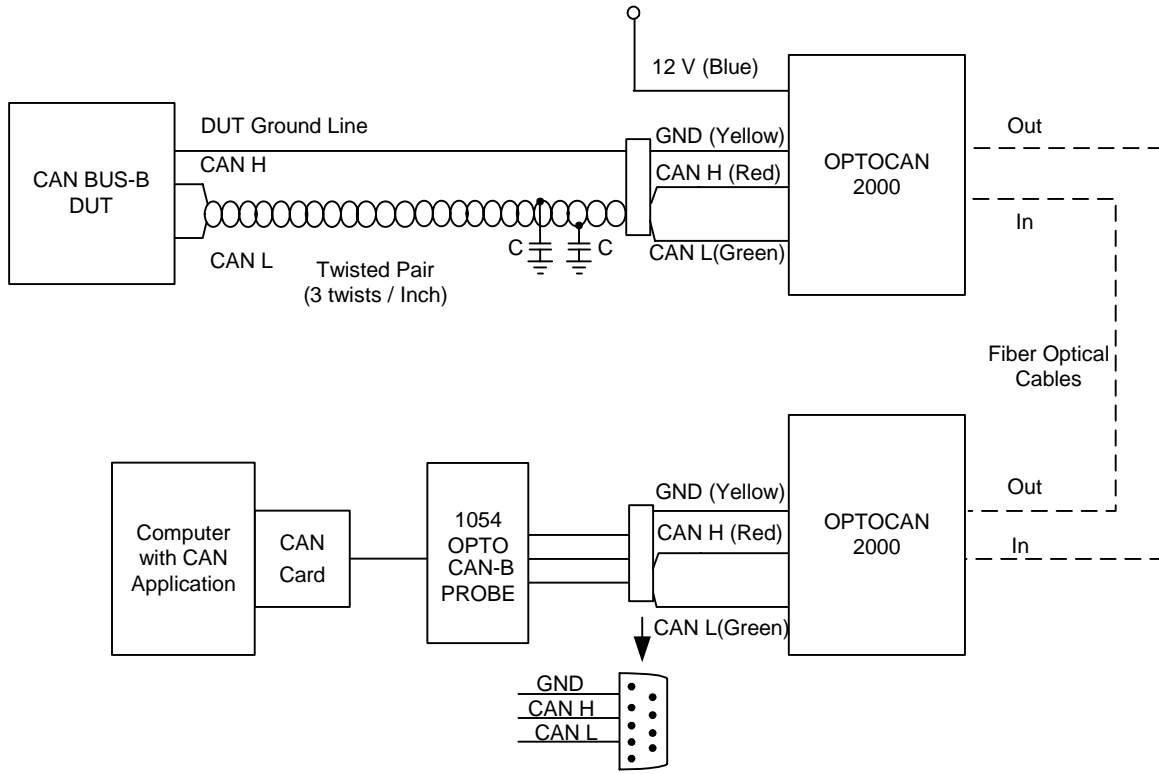 12 V (Blue)
DUT Ground Line
GND (Yellow)
Out
CAN H
CAN H (Red)
CAN BUS-B
DUT
OPTOCAN
2000
In
CAN L
C
C
CAN L(Green)
Twisted Pair
(3 twists / Inch)
Fiber Optical
Cables
GND (Yellow)
Out
Computer
with CAN
Application
CAN
Card
1054
OPTO
CAN-B
PROBE
CAN H (Red)
OPTOCAN
2000
In
CAN L(Green)
GND
CAN H
CAN L